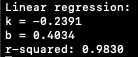 Linear regression:
k = -0.2391
b = 0.4034
r-squared: 0.9830